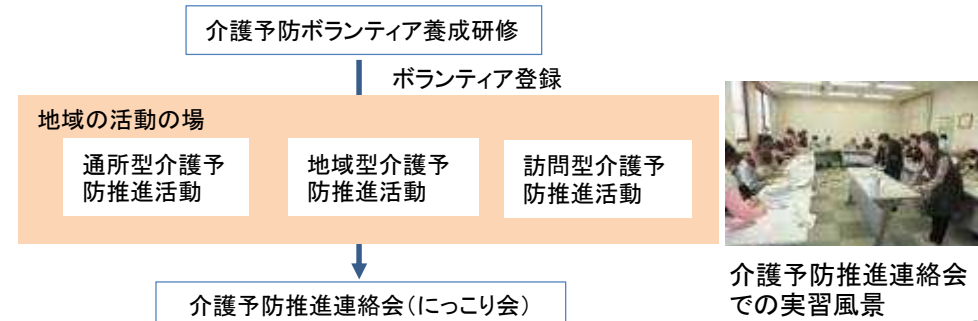 介護予防ボランティア養成研修
ボランティア登録
地域の活動の場
通所型介護予
防推進活動
地域型介護予
防推進活動
訪問型介護予
防推進活動
介護予防推進連絡会(にっこり会)
介護予防推進連絡会
での実習風景